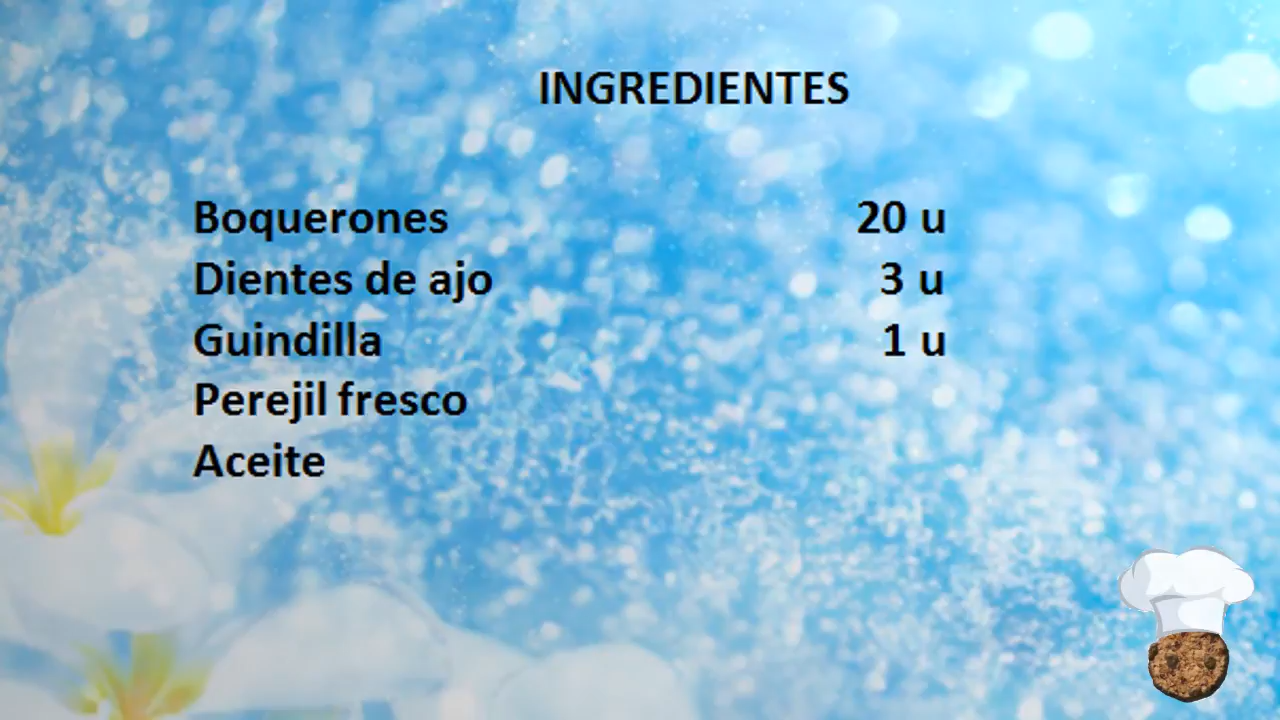 INGREDIENTES
Boquerones 20 u
Dientes de ajo 3 u
Guindilla 1 u
Perejil fresco
Aceite